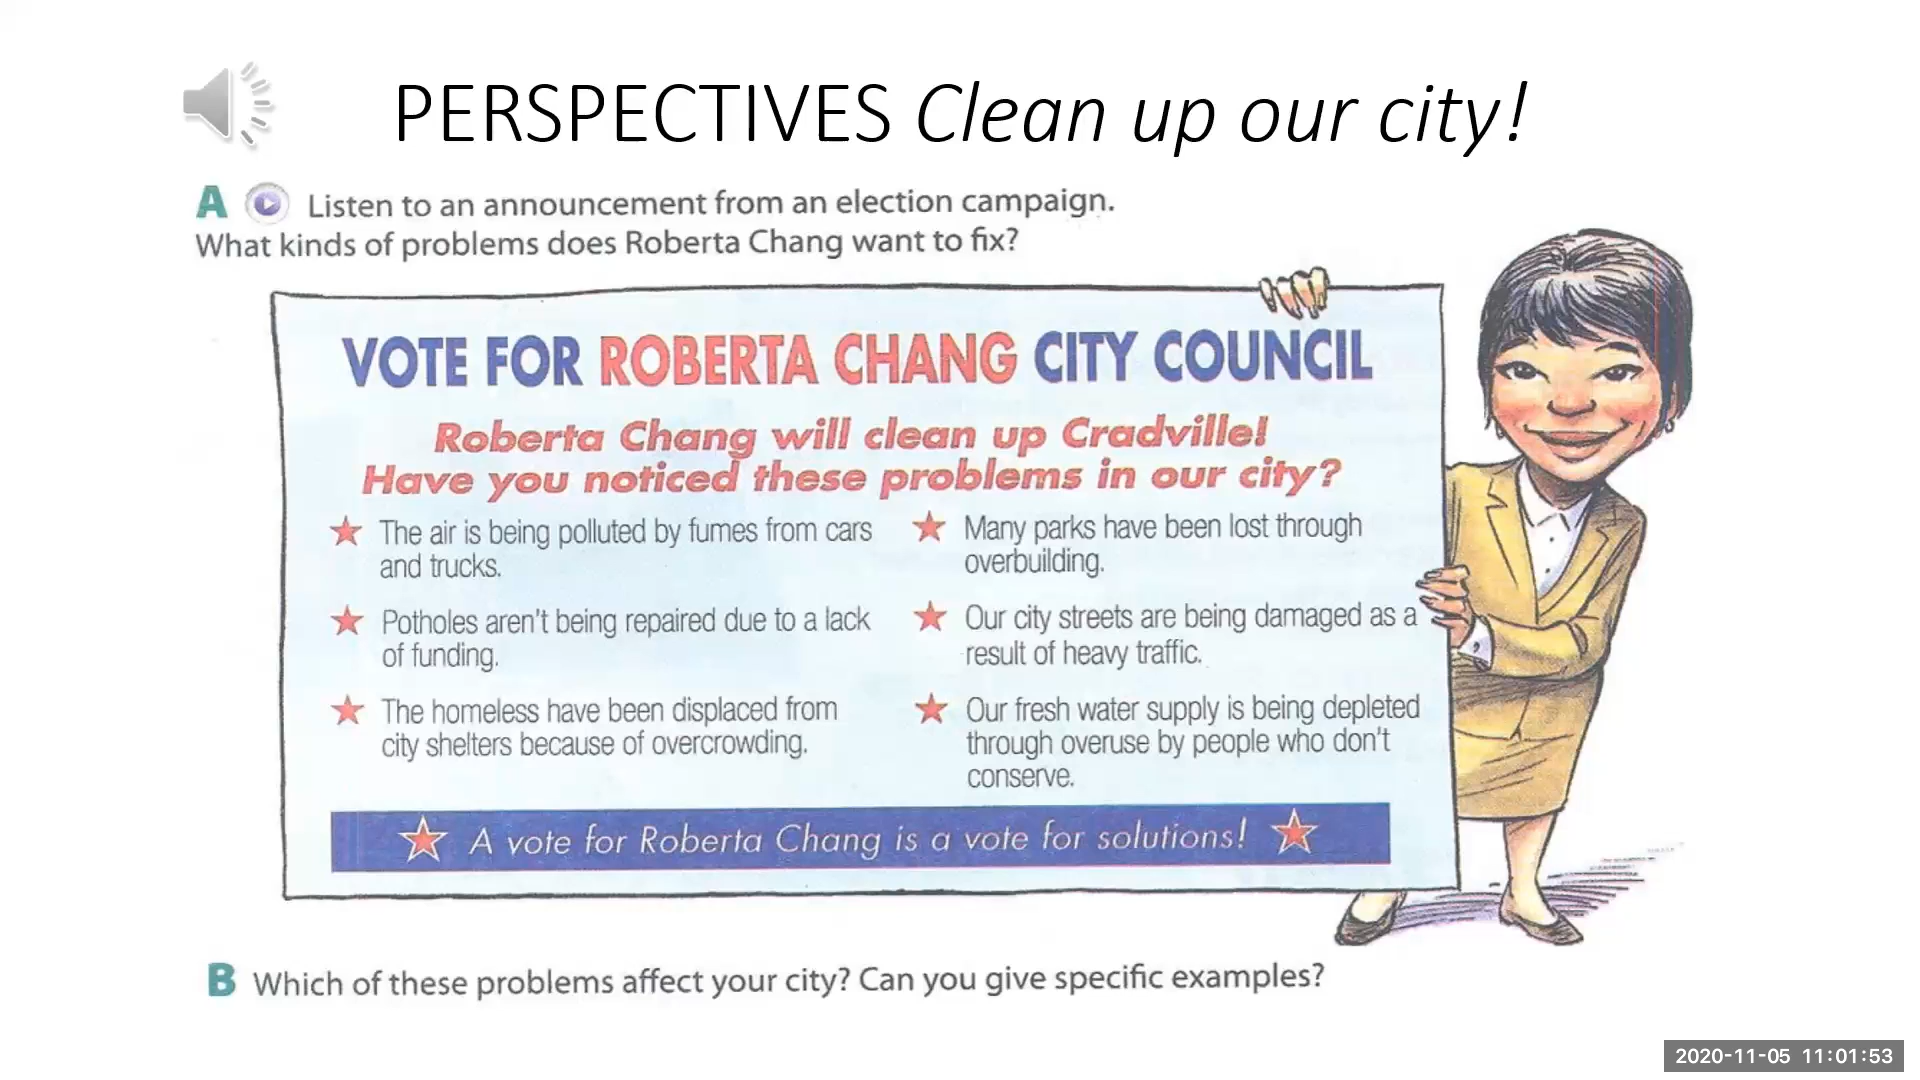 PERSPECTIVES Clean up our city!
A Listen to an announcement from an election campaign.
What kinds of problems does Roberta Chang want to fix?
VOTE FOR ROBERTA CHANG CITY COUNCIL
Roberta Chang will clean up Cradville!
Have you noticed these problems in our city?
The air is being polluted by fumes from cars
and trucks.
Potholes aren't being repaired due to a lack
of funding.
The homeless have been displaced from
city shelters because of overcrowding.
Many parks have been lost through
overbuilding.
Our city streets are being damaged as a
result of heavy traffic.
Our fresh water supply is being depleted
through overuse by people who don't
conserve.
A vote for Roberta Chang is a vote for solutions!
B Which of these problems affect your city? Can you give specific examples?
2020-11-05 11:01:53